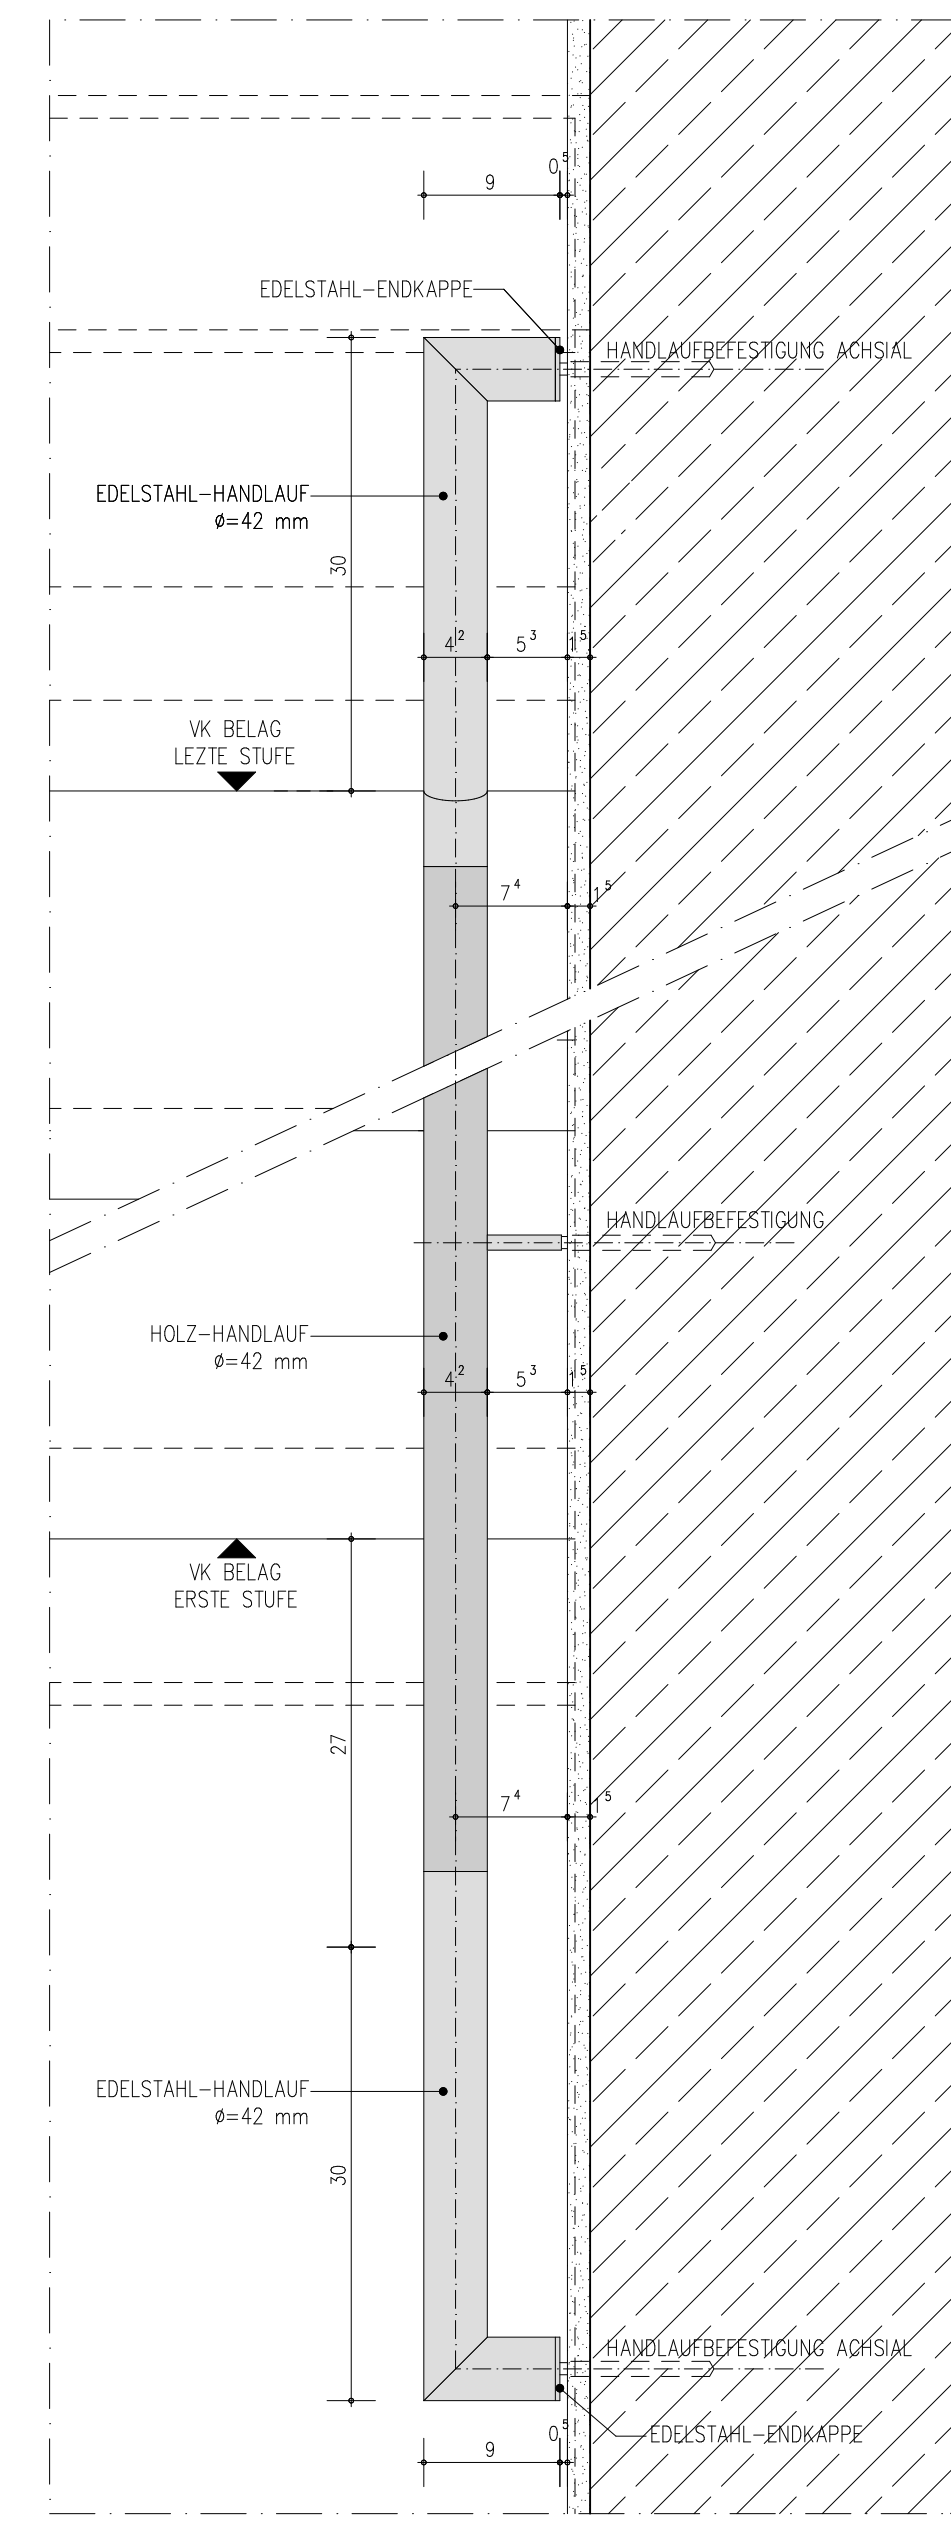 0⁵
9
EDELSTAHL-ENDKAPPE
HANDLAUFBEFESTIGUNG ACHSIAL
EDELSTAHL-HANDLAUF
ø=42 mm
30
4² 5³ 1⁵
VK BELAG
LEZTE STUFE
7⁴ 1⁵
HANDLAUFBEFESTIGUNG
HOLZ-HANDLAUF
ø=42 mm
4² 5³ 1⁵
VK BELAG
ERSTE STUFE
27
7⁴ 1⁵
EDELSTAHL-HANDLAUF
ø=42 mm
30
HANDLAUFBEFESTIGUNG ACHSIAL
0⁵
EDELSTAHL-ENDKAPPE
9